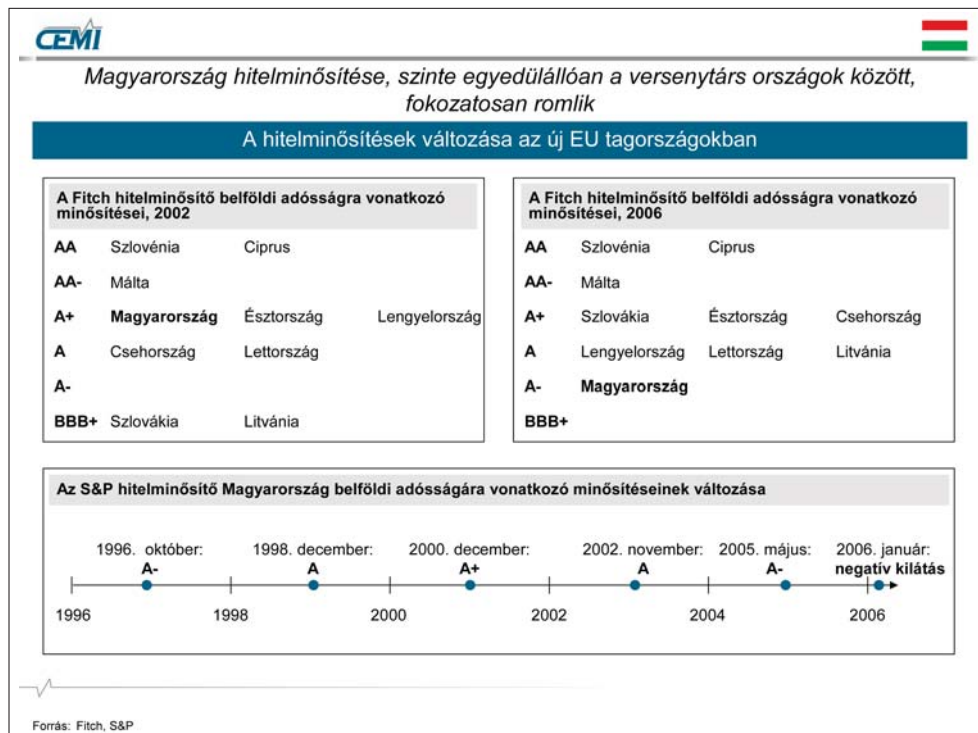 CEMI
Magyarország hitelminősítése, szinte egyedülállóan a versenytárs országok között,
fokozatosan romlik
A hitelminősítések változása az új EU tagországokban
A Fitch hitelminősítő belföldi adósságra vonatkozó
minősítései, 2002
AA Szlovénia Ciprus
AA- Málta
A+ Magyarország Észtország Lengyelország
A Csehország Lettország
A-
BBB+ Szlovákia Litvánia
A Fitch hitelminősítő belföldi adósságra vonatkozó
minősítései, 2006
AA Szlovénia Ciprus
AA- Málta
A+ Szlovákia Észtország Csehország
A Lengyelország Lettország Litvánia
A- Magyarország
BBB+
Az S&P hitelminősítő Magyarország belföldi adósságára vonatkozó minősítéseinek változása
1996. október: 1998. december: 2000. december: 2002. november: 2005. május: 2006. január:
A- A A+ A A- negatív kilátás
1996 1998 2000 2002 2004 2006
Forrás: Fitch, S&P